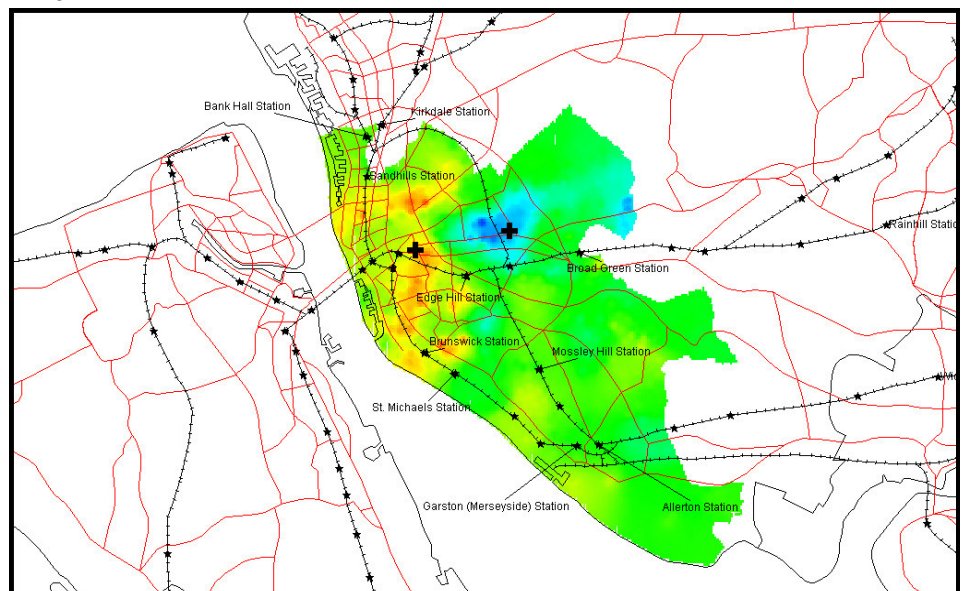 Bank Hall Station
Kirkdale Station
Sandhills Station
Rainhill Station
Broad Green Station
Edge Hill Station
Brunswick Station
Mossley Hill Station
St. Michaels Station
Garston (Merseyside) Station
Allerton Station